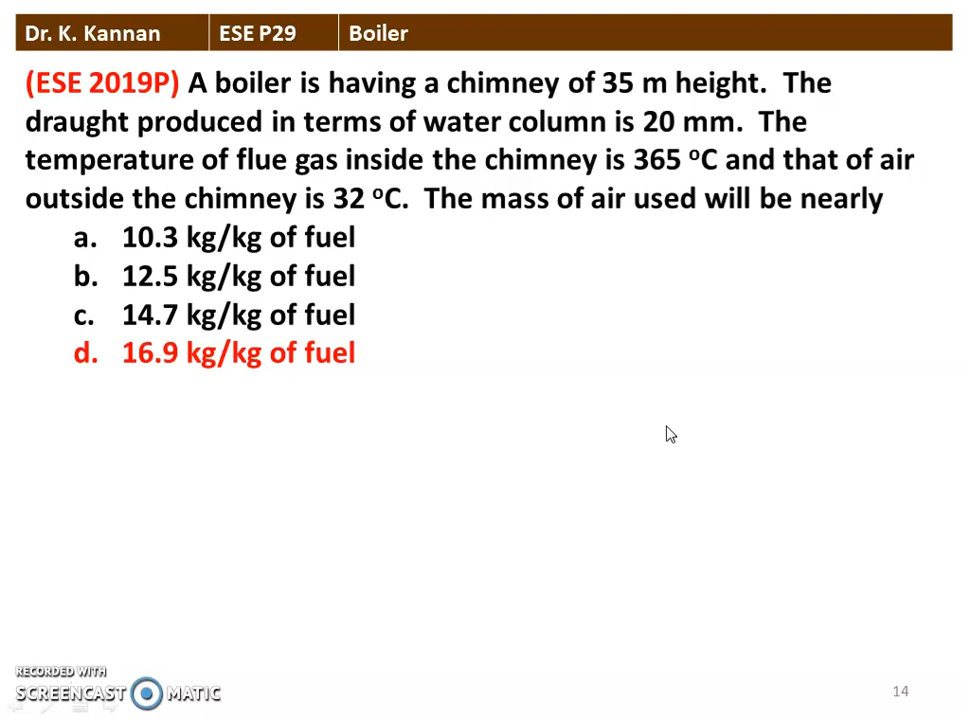 Dr. K. Kannan ESE P29 Boiler
(ESE 2019P) A boiler is having a chimney of 35 m height. The
draught produced in terms of water column is 20 mm. The
temperature of flue gas inside the chimney is 365 ⁰C and that of air
outside the chimney is 32 ⁰C. The mass of air used will be nearly
a. 10.3 kg/kg of fuel
b. 12.5 kg/kg of fuel
c. 14.7 kg/kg of fuel
d. 16.9 kg/kg of fuel
RECORDED WITH
SCREENCAST MATIC
14